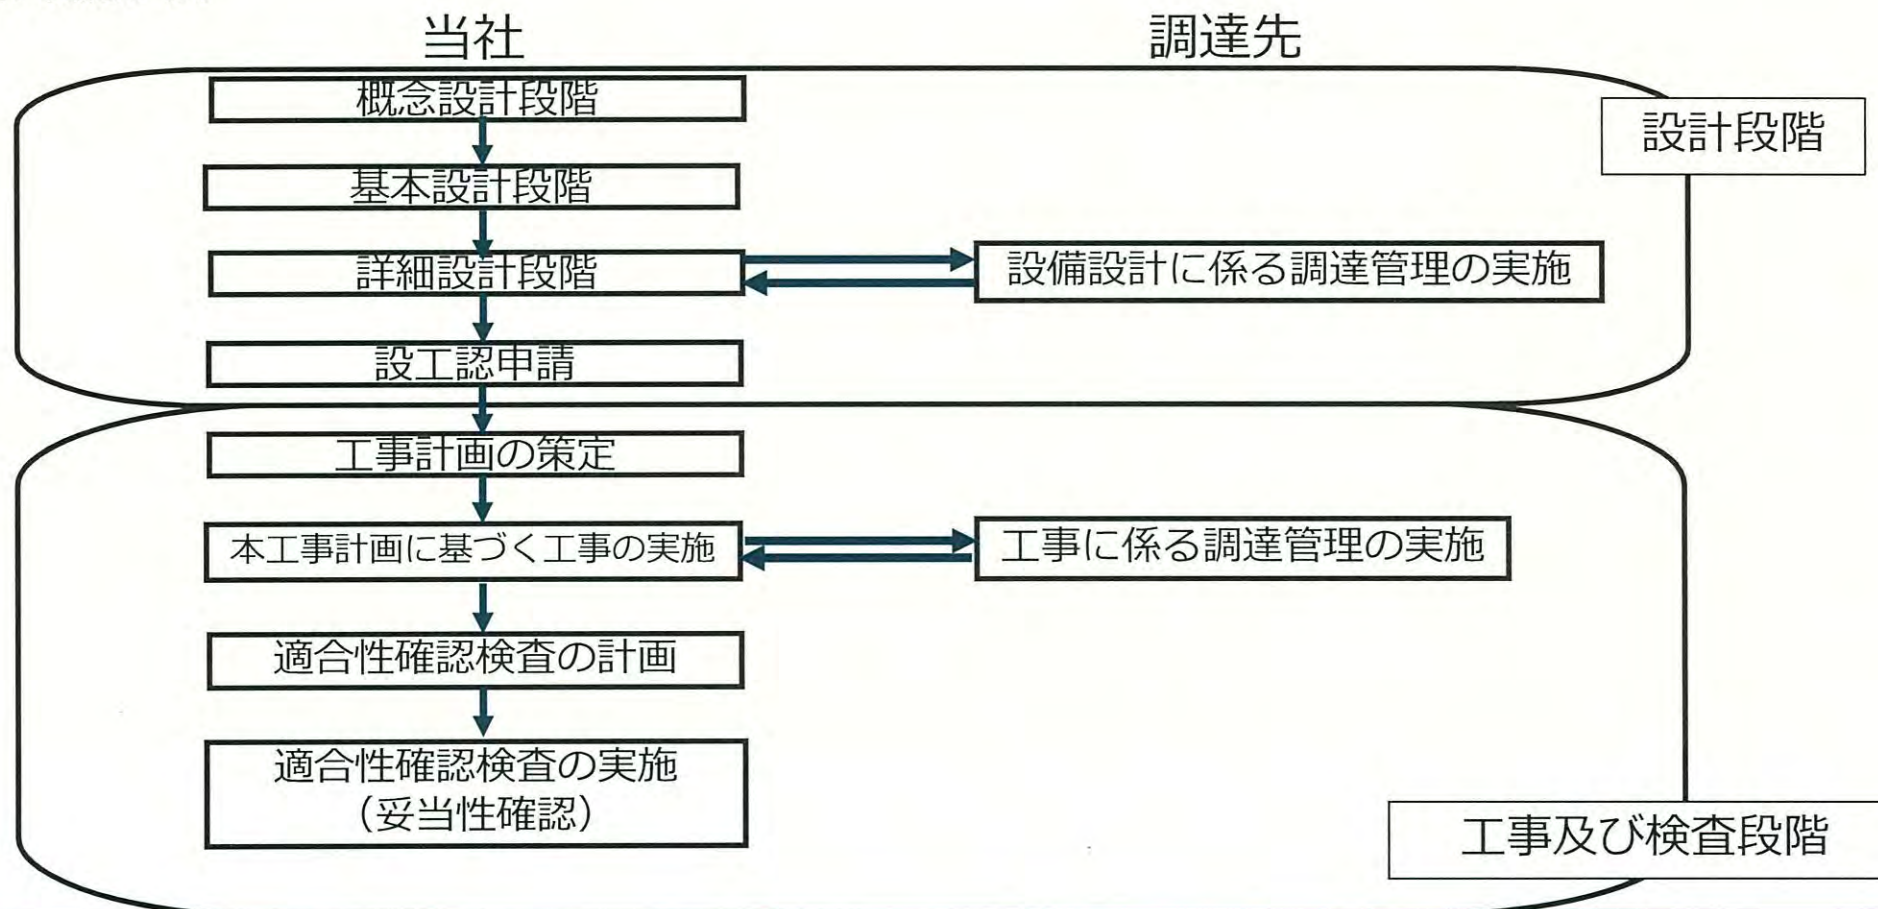 当社
調達先
概念設計段階
設計段階
基本設計段階
詳細設計段階
設備設計に係る調達管理の実施
設工認申請
工事計画の策定
本工事計画に基づく工事の実施
工事に係る調達管理の実施
適合性確認検査の計画
適合性確認検査の実施
（妥当性確認）
工事及び検査段階